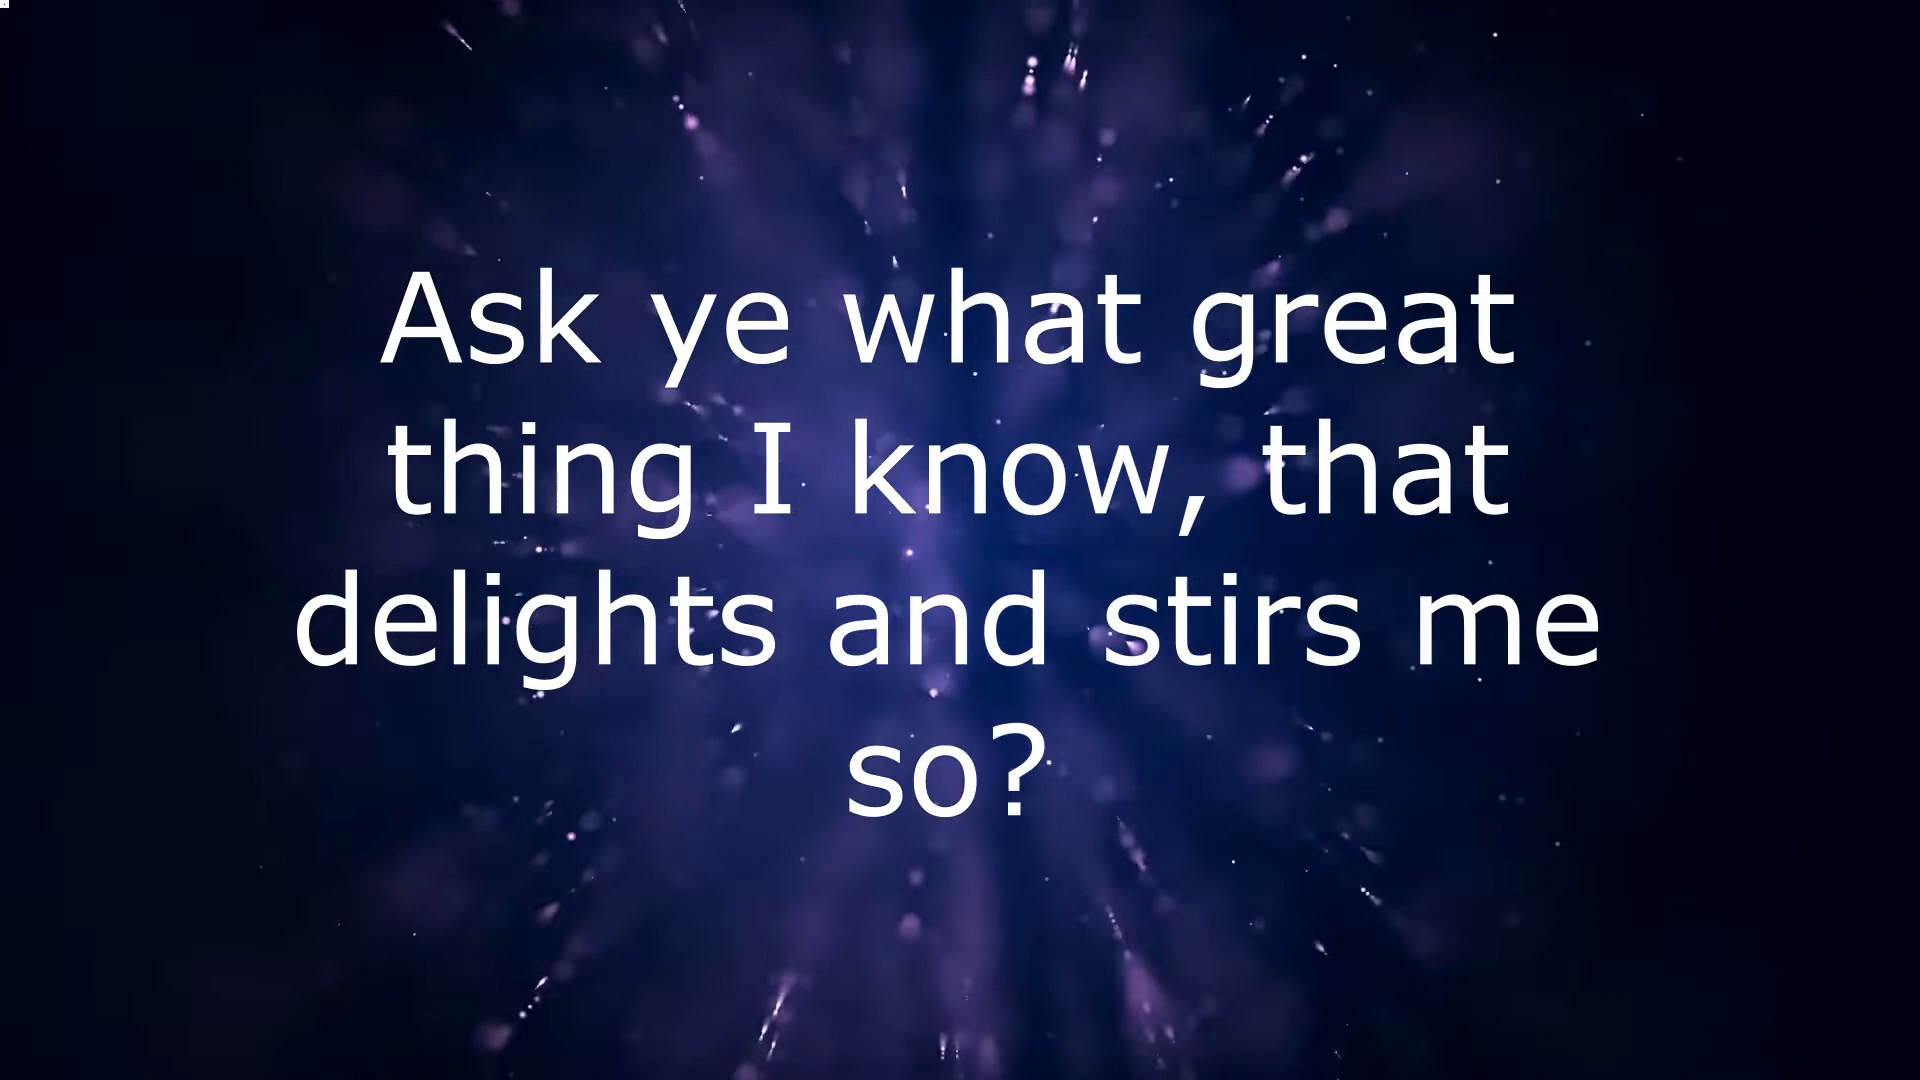 Ask ye what great
thing I know, that
delights and stirs me
so?